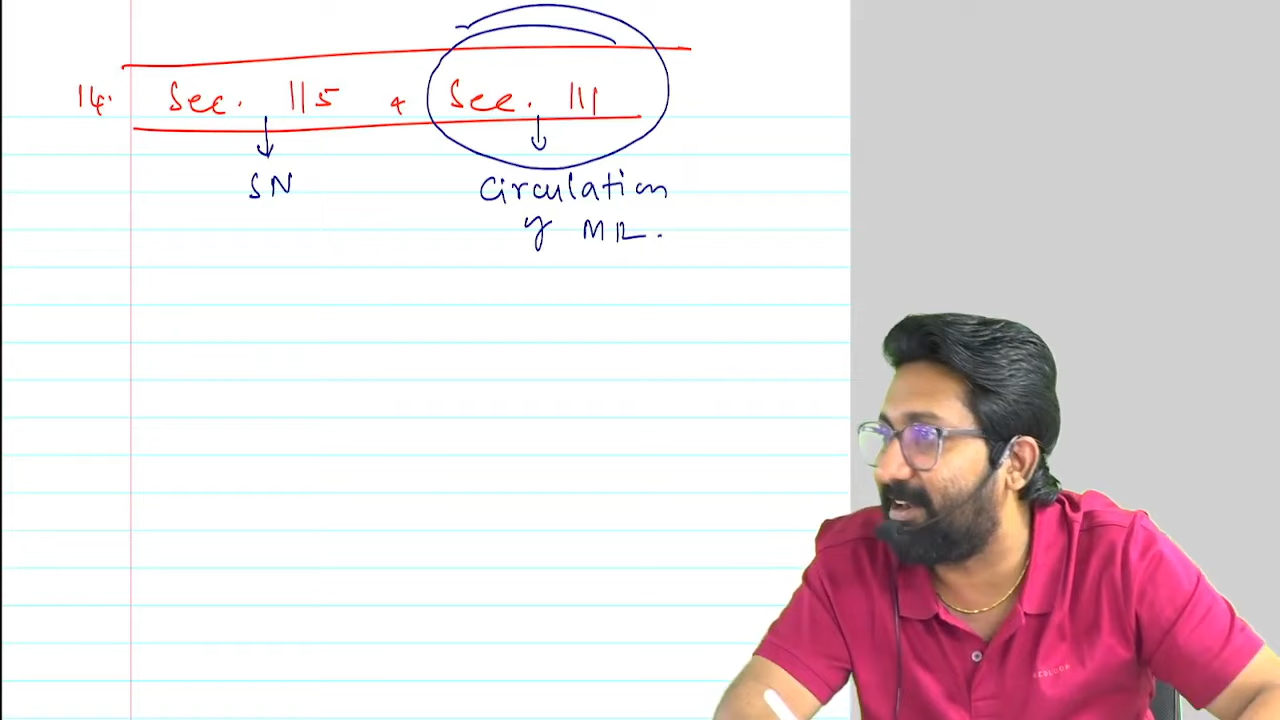 14. Sec. 115 & Sec. 111
SN Circulation
of MR.